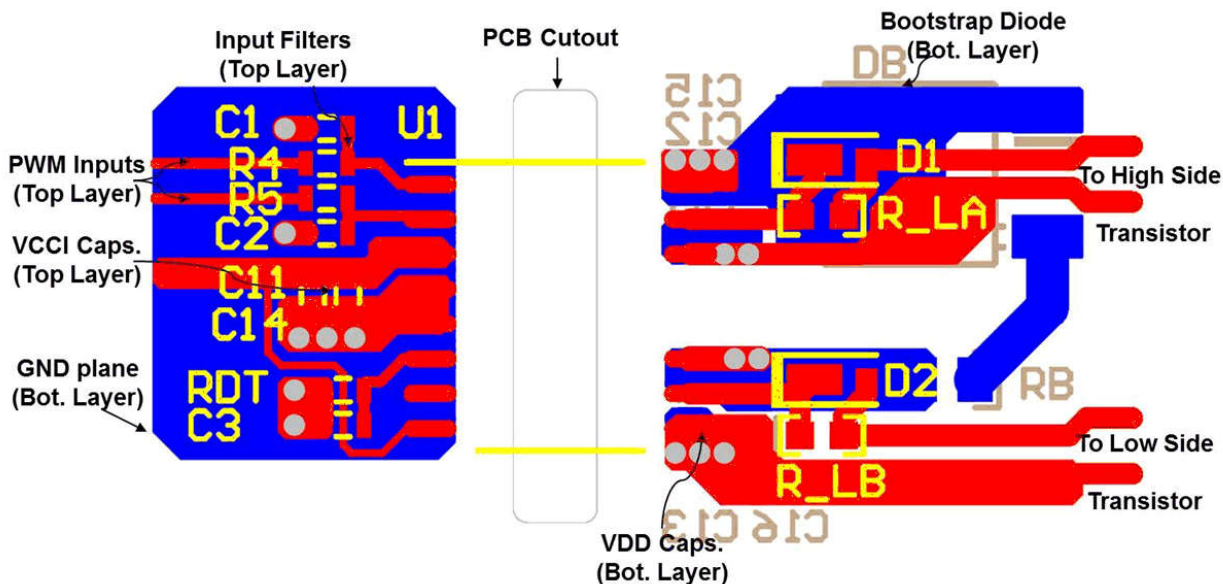 Bootstrap Diode
(Bot. Layer)
Input Filters
(Top Layer)
PCB Cutout
DB
C15
C12
C1
U1
D1
PWM Inputs
(Top Layer)
R4
R5
To High Side
R_LA
Transistor
C2
VCCI Caps.
(Top Layer)
C11
C14
GND plane
(Bot. Layer)
RDT
C3
D2
RB
To Low Side
R_LB
Transistor
C13
C16
VDD Caps.
(Bot. Layer)